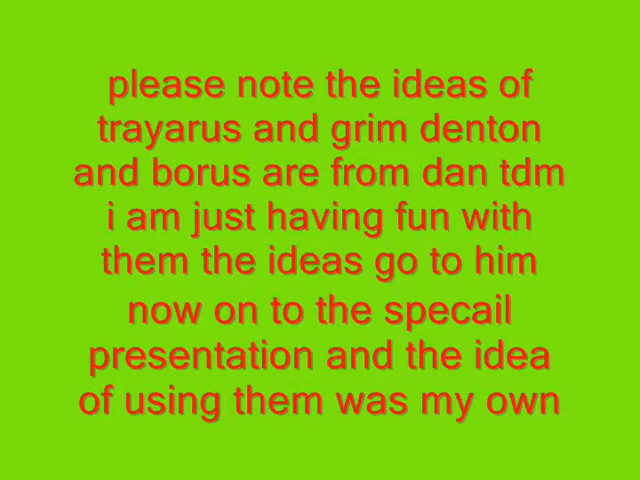 please note the ideas of
trayarus and grim denton
and borus are from dan tdm
i am just having fun with
them the ideas go to him
now on to the specail
presentation and the idea
of using them was my own